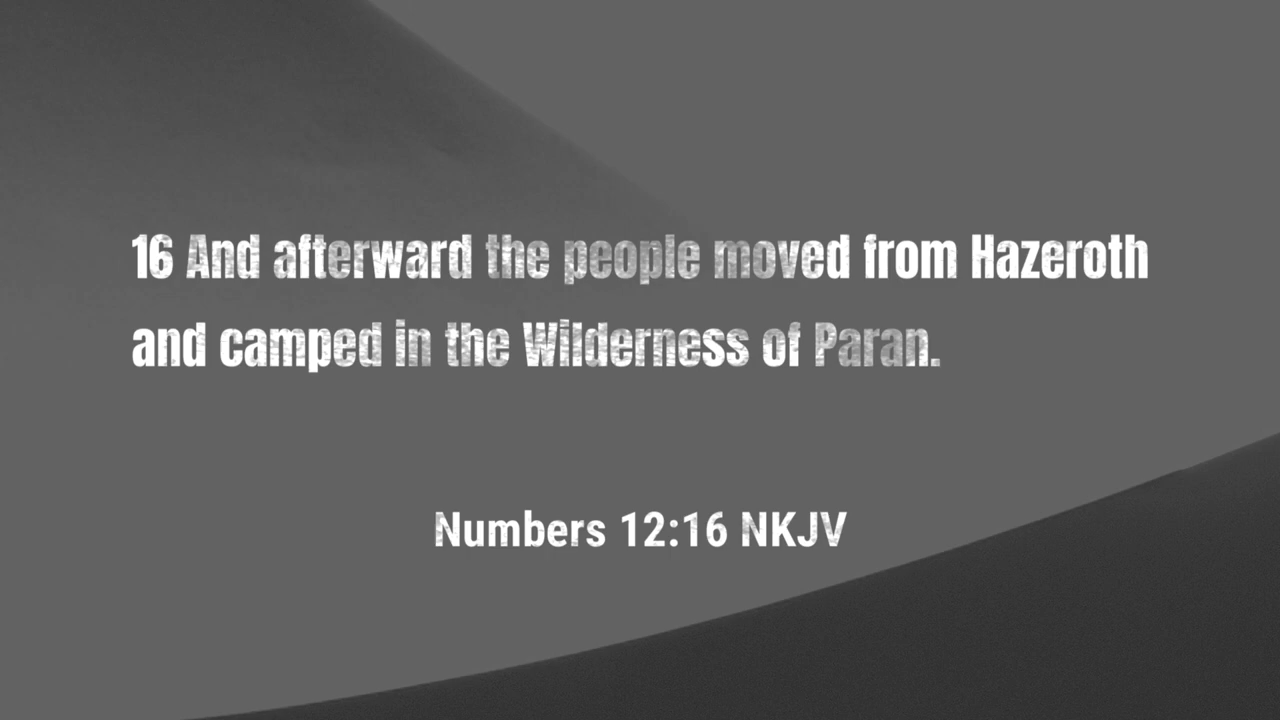 16 And afterward the people moved from Hazeroth
and camped in the Wilderness of Paran.
Numbers 12:16 NKJV